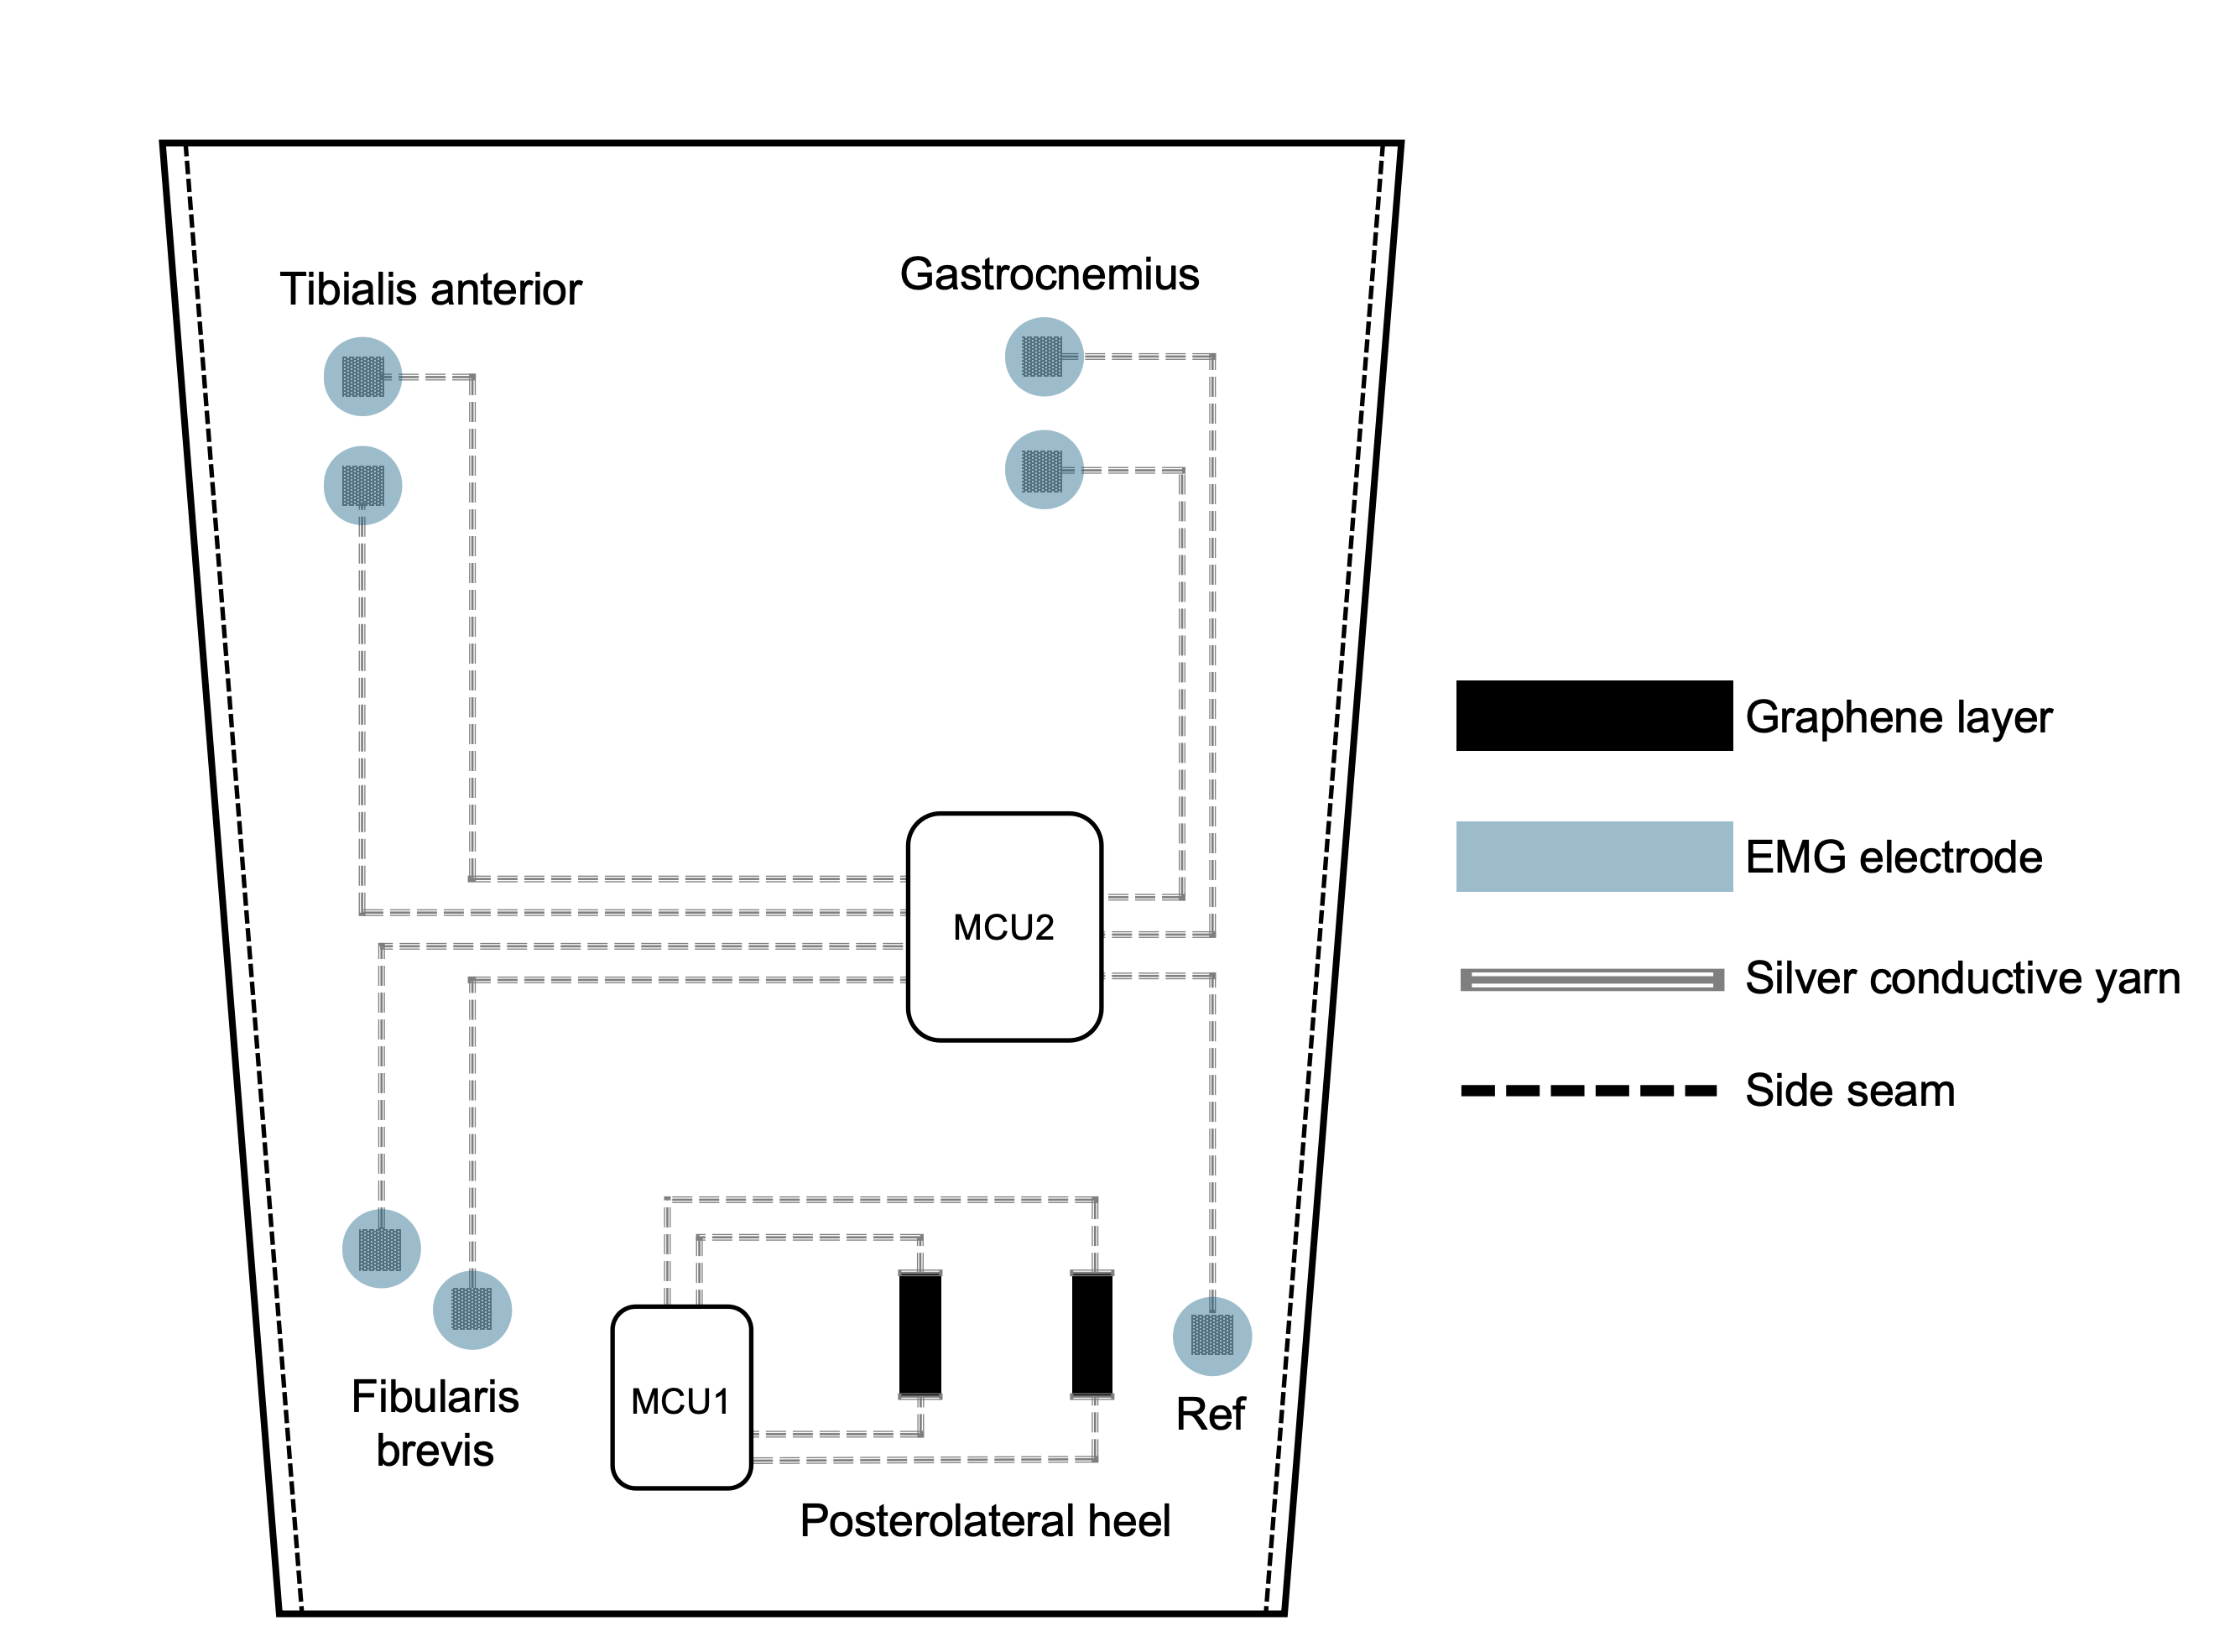 Tibialis anterior
Gastrocnemius
MCU2
Fibularis
brevis
MCU1
Posterolateral heel
Ref
Graphene layer
EMG electrode
Silver conductive yarn
Side seam